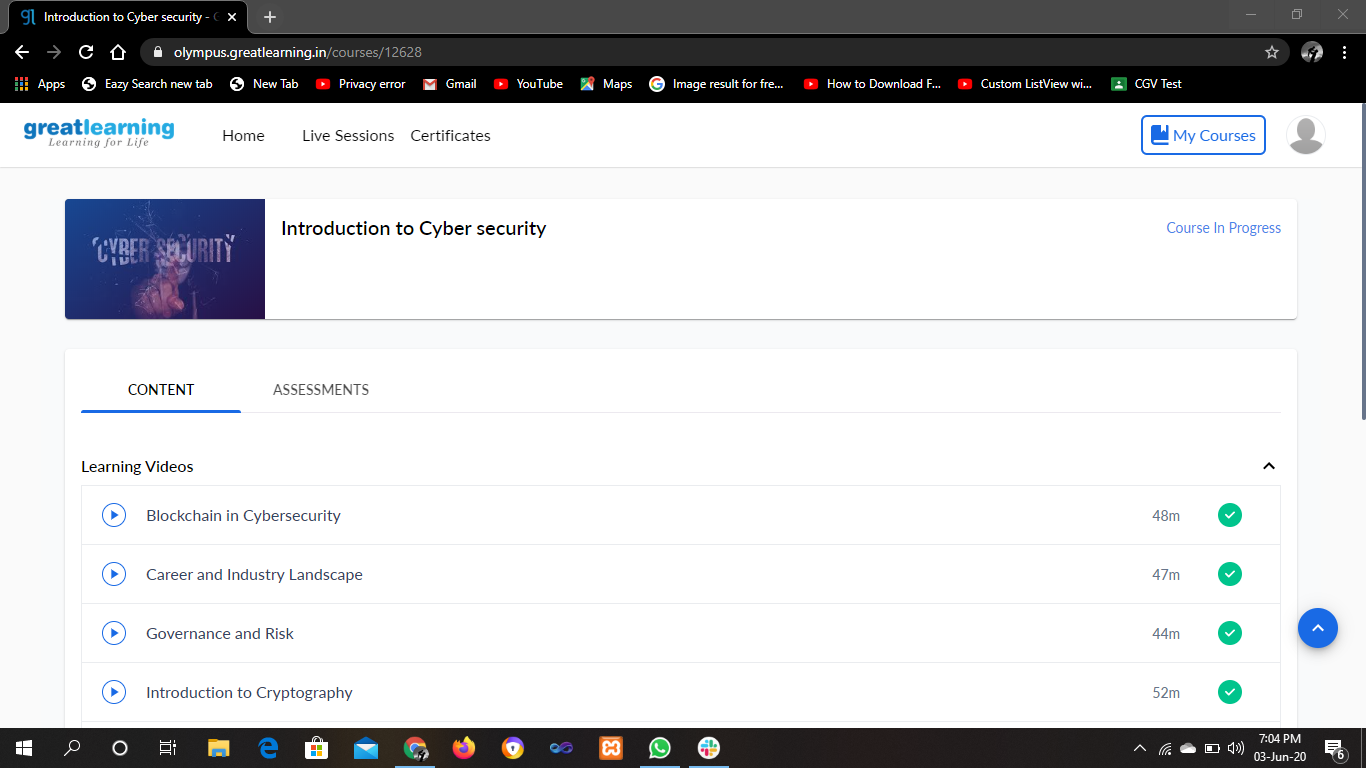 Introduction to Cyber security - G
olympus.greatlearning.in/courses/12628
Apps Eazy Search new tab New Tab Privacy error Gmail YouTube Maps Image result for fre... How to Download F... Custom ListView wi... CGV Test
greatlearning
Learning for Life
Home Live Sessions Certificates My Courses
CYBER SECURITY
Introduction to Cyber security
Course In Progress
CONTENT ASSESSMENTS
Learning Videos
Blockchain in Cybersecurity 48m
Career and Industry Landscape 47m
Governance and Risk 44m
Introduction to Cryptography 52m
7:04 PM
03-Jun-20
6